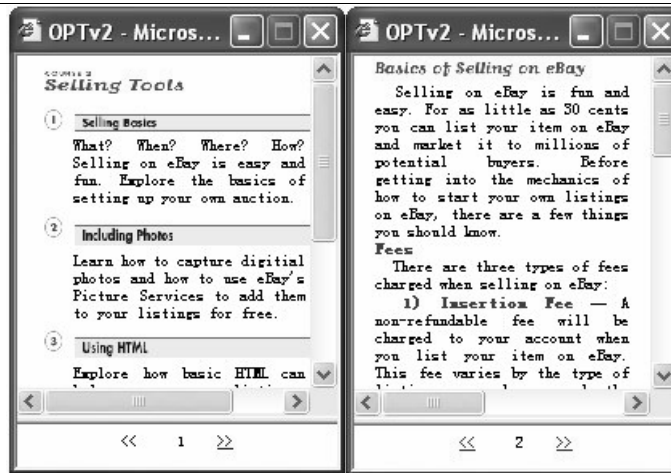 OPTv2 - Micros...
COURSE 2
Selling Tools
1 Selling Basics
What? When? Where? How?
Selling on eBay is easy and
fun. Explore the basics of
setting up your own auction.
2 Including Photos
Learn how to capture digitial
photos and how to use eBay's
Picture Services to add them
to your listings for free.
3 Using HTML
Explore how basic HTML can
<< 1 >>
OPTv2 - Micros...
Basics of Selling on eBay
Selling on eBay is fun and
easy. For as little as 30 cents
you can list your item on eBay
and market it to millions of
potential buyers. Before
getting into the mechanics of
how to start your own listings
on eBay, there are a few things
you should know.
Fees
There are three types of fees
charged when selling on eBay:
1) Insertion Fee — A
non-refundable fee will be
charged to your account when
you list your item on eBay.
This fee varies by the type of
<< 2 >>